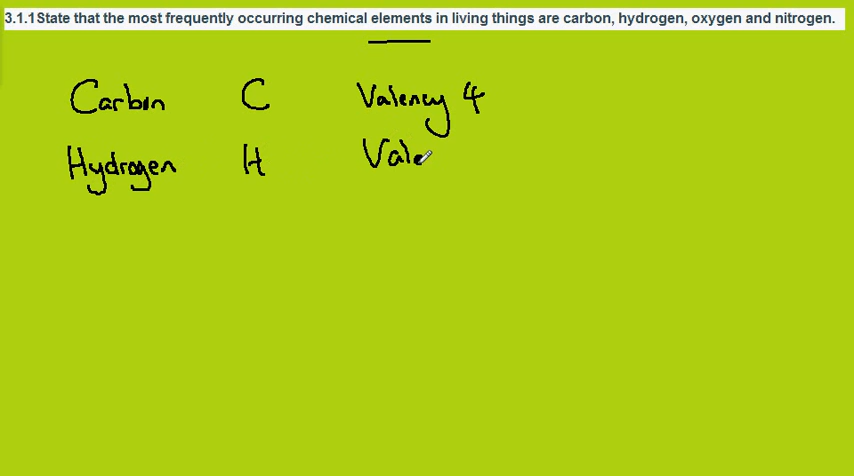 3.1.1 State that the most frequently occurring chemical elements in living things are carbon, hydrogen, oxygen and nitrogen.
Carbon C Valency 4
Hydrogen H Vale